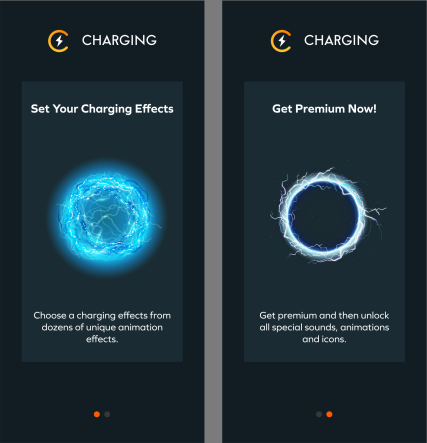 CHARGING
Set Your Charging Effects
Choose a charging effects from
dozens of unique animation
effects.
CHARGING
Get Premium Now!
Get premium and then unlock
all special sounds, animations
and icons.